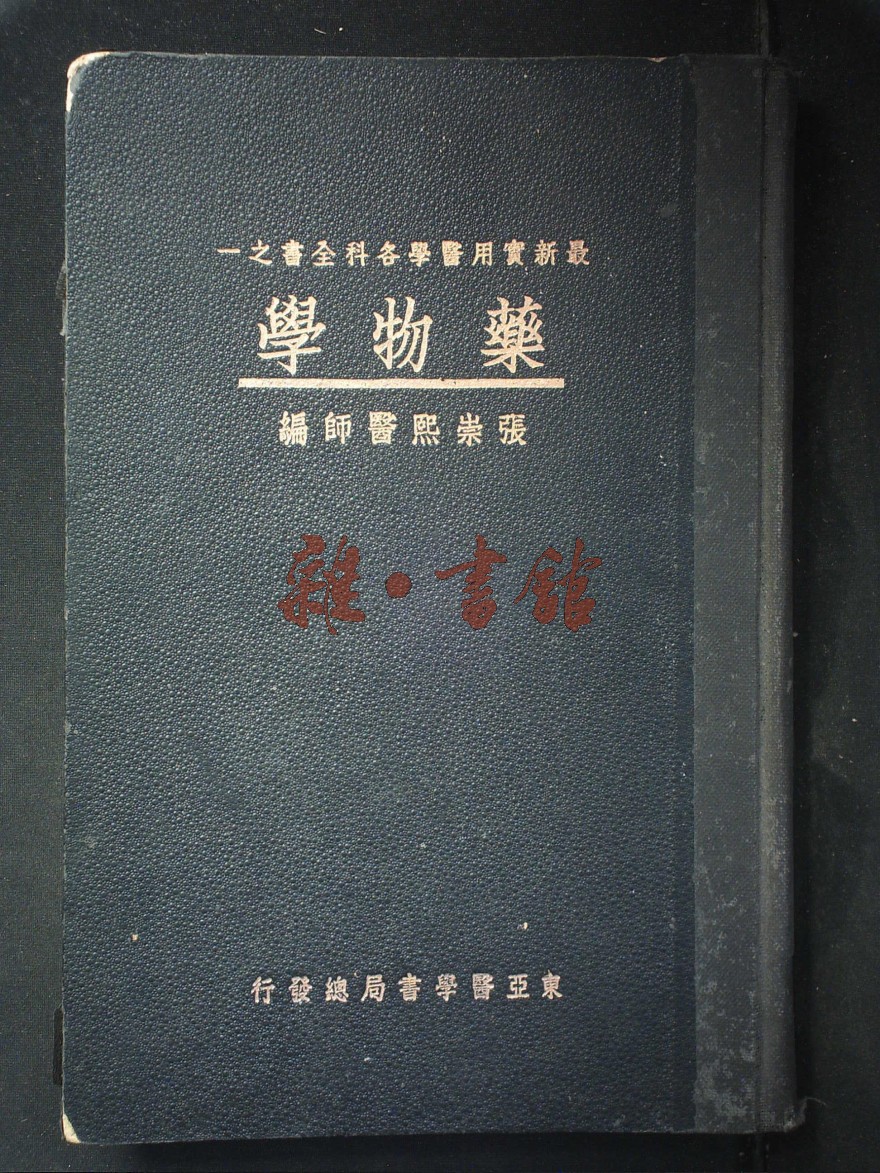 最新實用醫學各科全書之一
藥物學
張崇熙醫師編
雜·書館
東亞醫學書局總發行